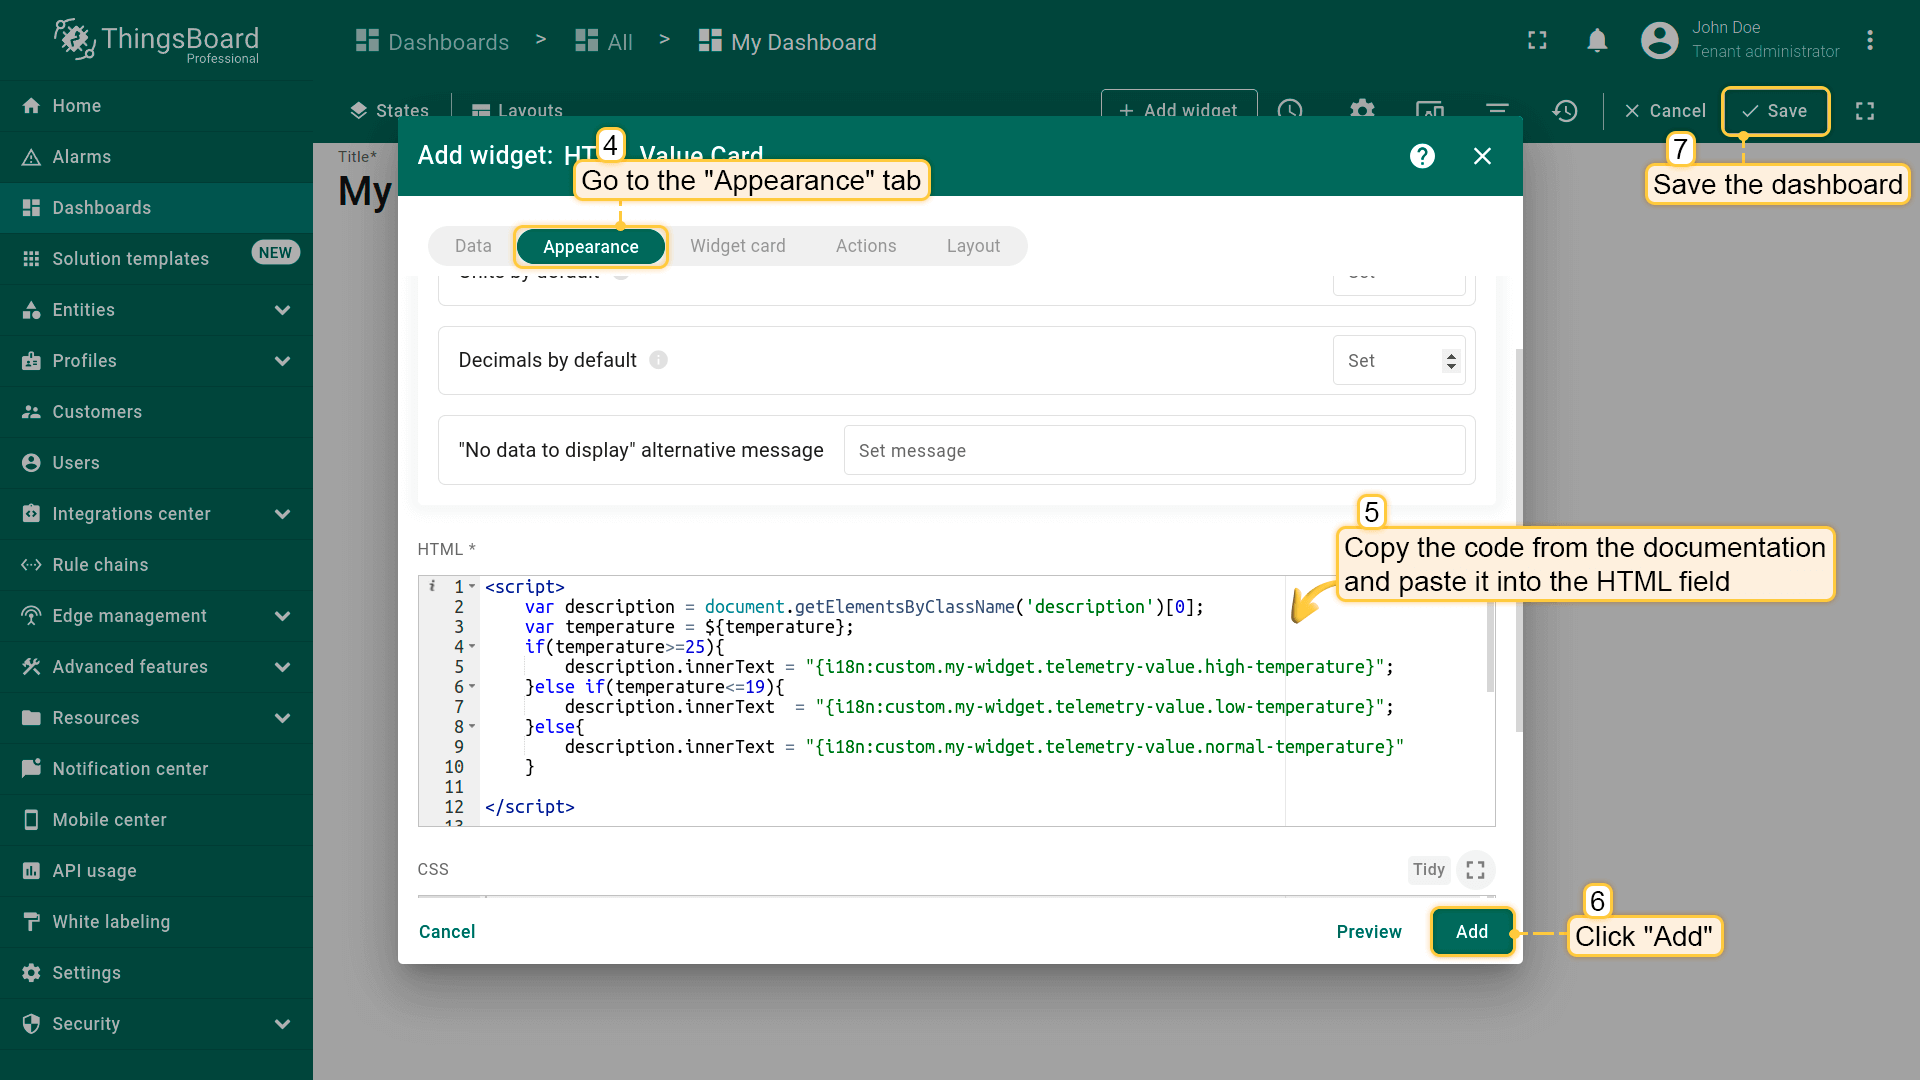 ThingsBoard
Professional
Dashboards > All > My Dashboard
John Doe
Tenant administrator
States
Layouts
+ Add widget
Cancel
Save
7
Save the dashboard
Home
Alarms
Dashboards
Solution templates NEW
Entities
Profiles
Customers
Users
Integrations center
Rule chains
Edge management
Advanced features
Resources
Notification center
Mobile center
API usage
White labeling
Settings
Security
Title*
My
Add widget: HT Value Card
4
Go to the "Appearance" tab
Data
Appearance
Widget card
Actions
Layout
Units by default
Set
Decimals by default
Set
"No data to display" alternative message
Set message
5
Copy the code from the documentation
and paste it into the HTML field
HTML *
1 <script>
2 var description = document.getElementsByClassName('description')[0];
3 var temperature = ${temperature};
4 if(temperature>=25){
5 description.innerText = "{i18n:custom.my-widget.telemetry-value.high-temperature}";
6 }else if(temperature<=19){
7 description.innerText  = "{i18n:custom.my-widget.telemetry-value.low-temperature}";
8 }else{
9 description.innerText = "{i18n:custom.my-widget.telemetry-value.normal-temperature}"
10 }
11
12 </script>
13
CSS
Tidy
Cancel
Preview
Add
6
Click "Add"